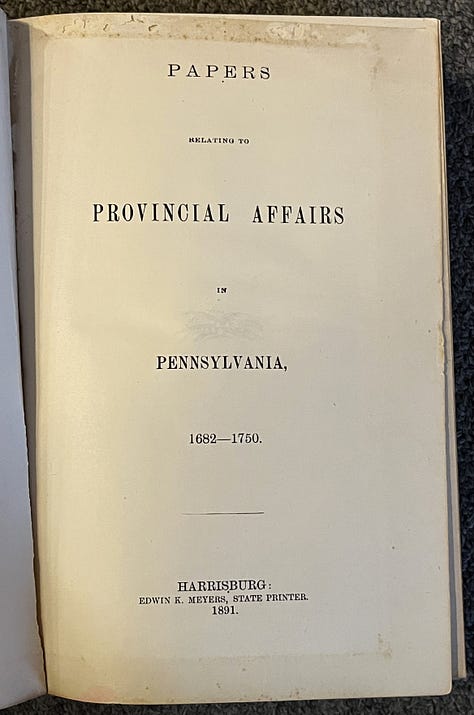 PAPERS
RELATING TO
PROVINCIAL AFFAIRS
IN
PENNSYLVANIA,
1682—1750.
HARRISBURG:
EDWIN K. MEYERS, STATE PRINTER.
1891.